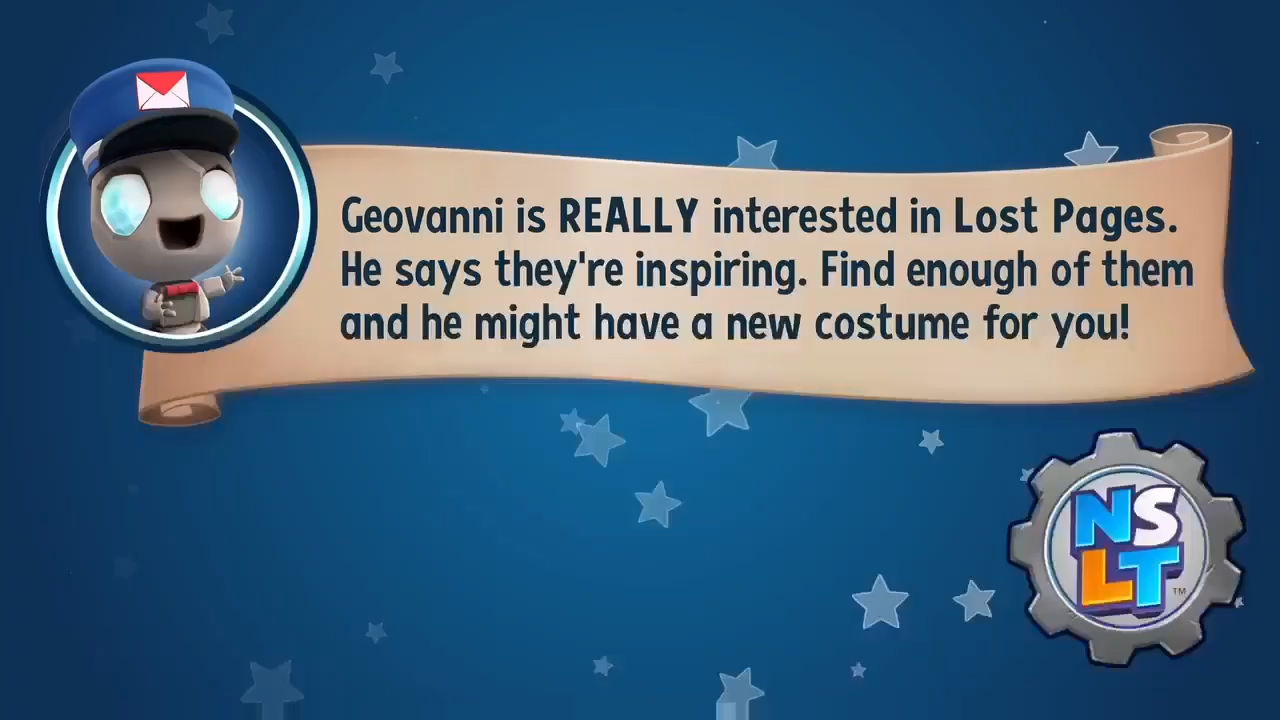 Geovanni is REALLY interested in Lost Pages.
He says they're inspiring. Find enough of them
and he might have a new costume for you!
NS
LT™